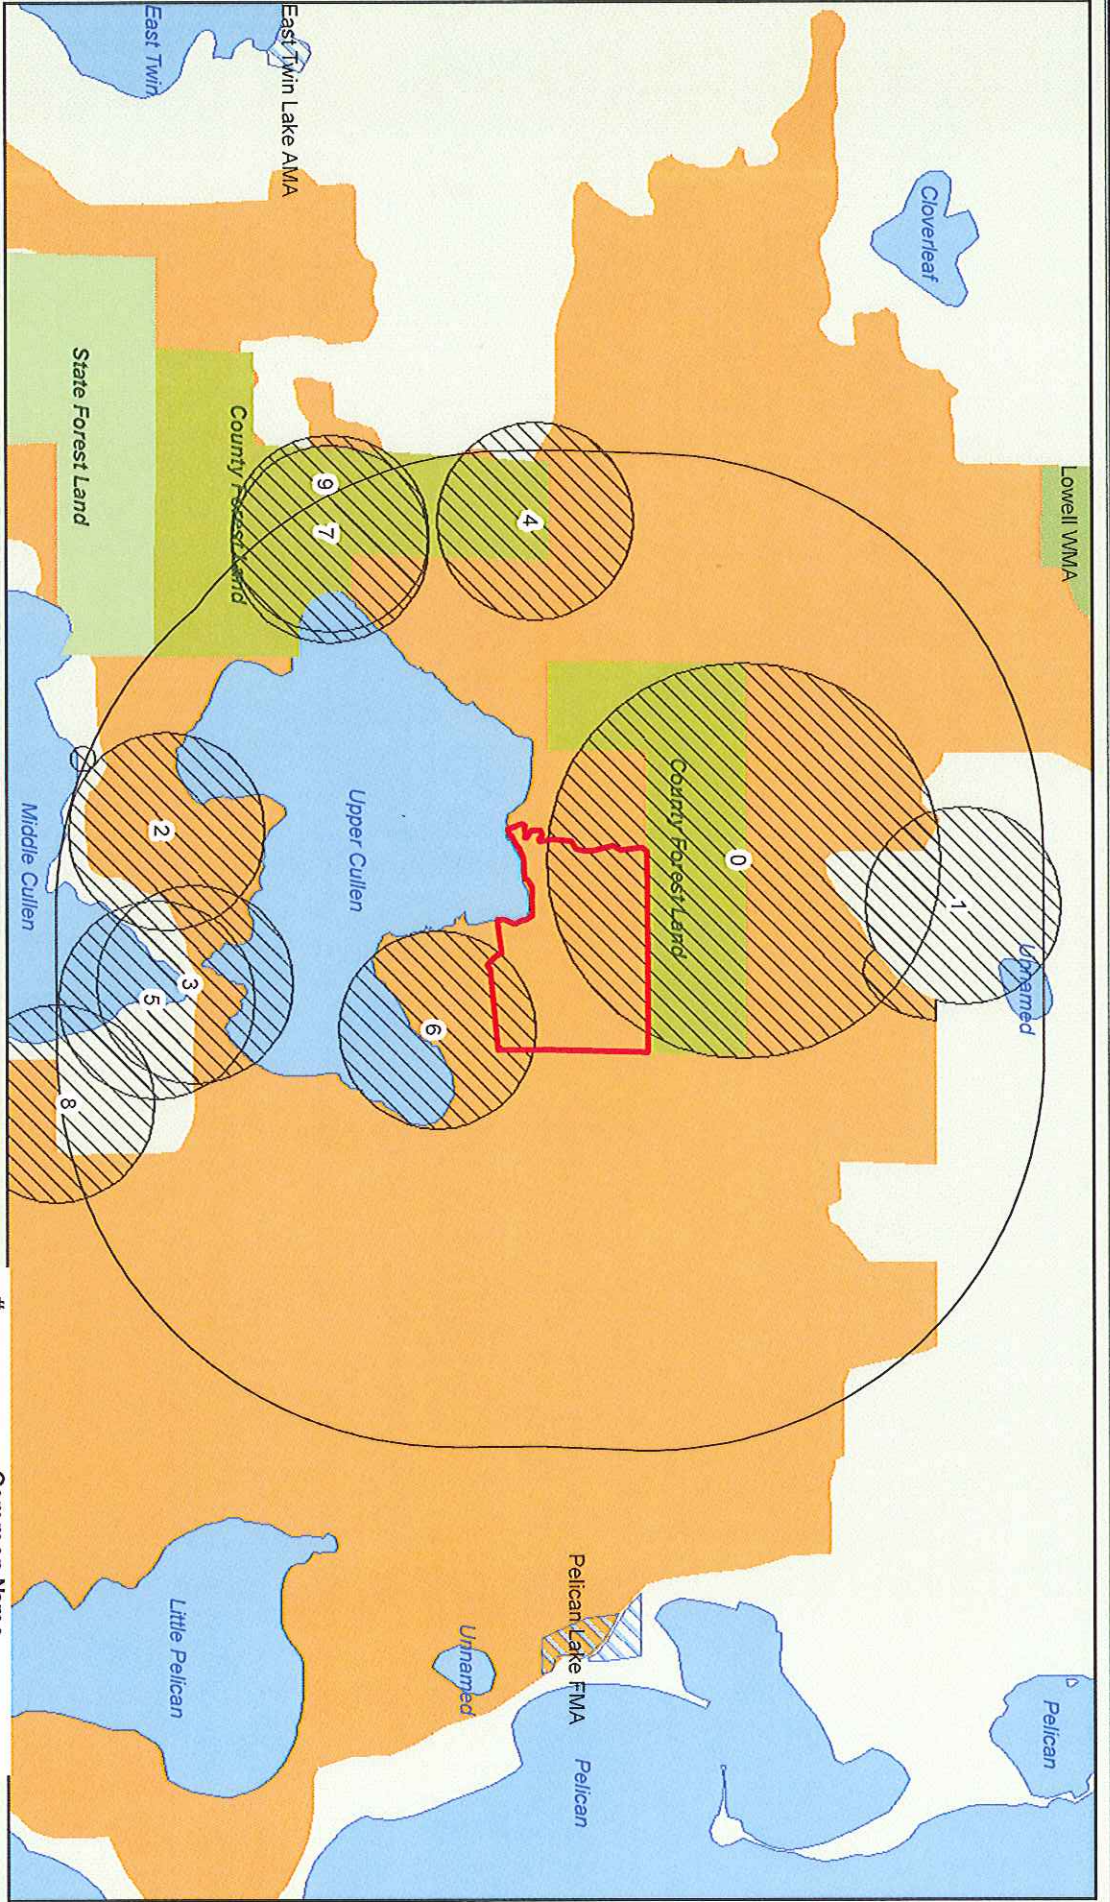 Lowell WMA
Pelican
Unnamed
1
Cloverleaf
0
County Forest Land
Pelican
Pelican Lake FMA
4
Unnamed
6
Upper Cullen
9
7
East Twin Lake AMA
County Forest Land
3
Little Pelican
2
East Twin
5
State Forest Land
8
Middle Cullen
# Common Name